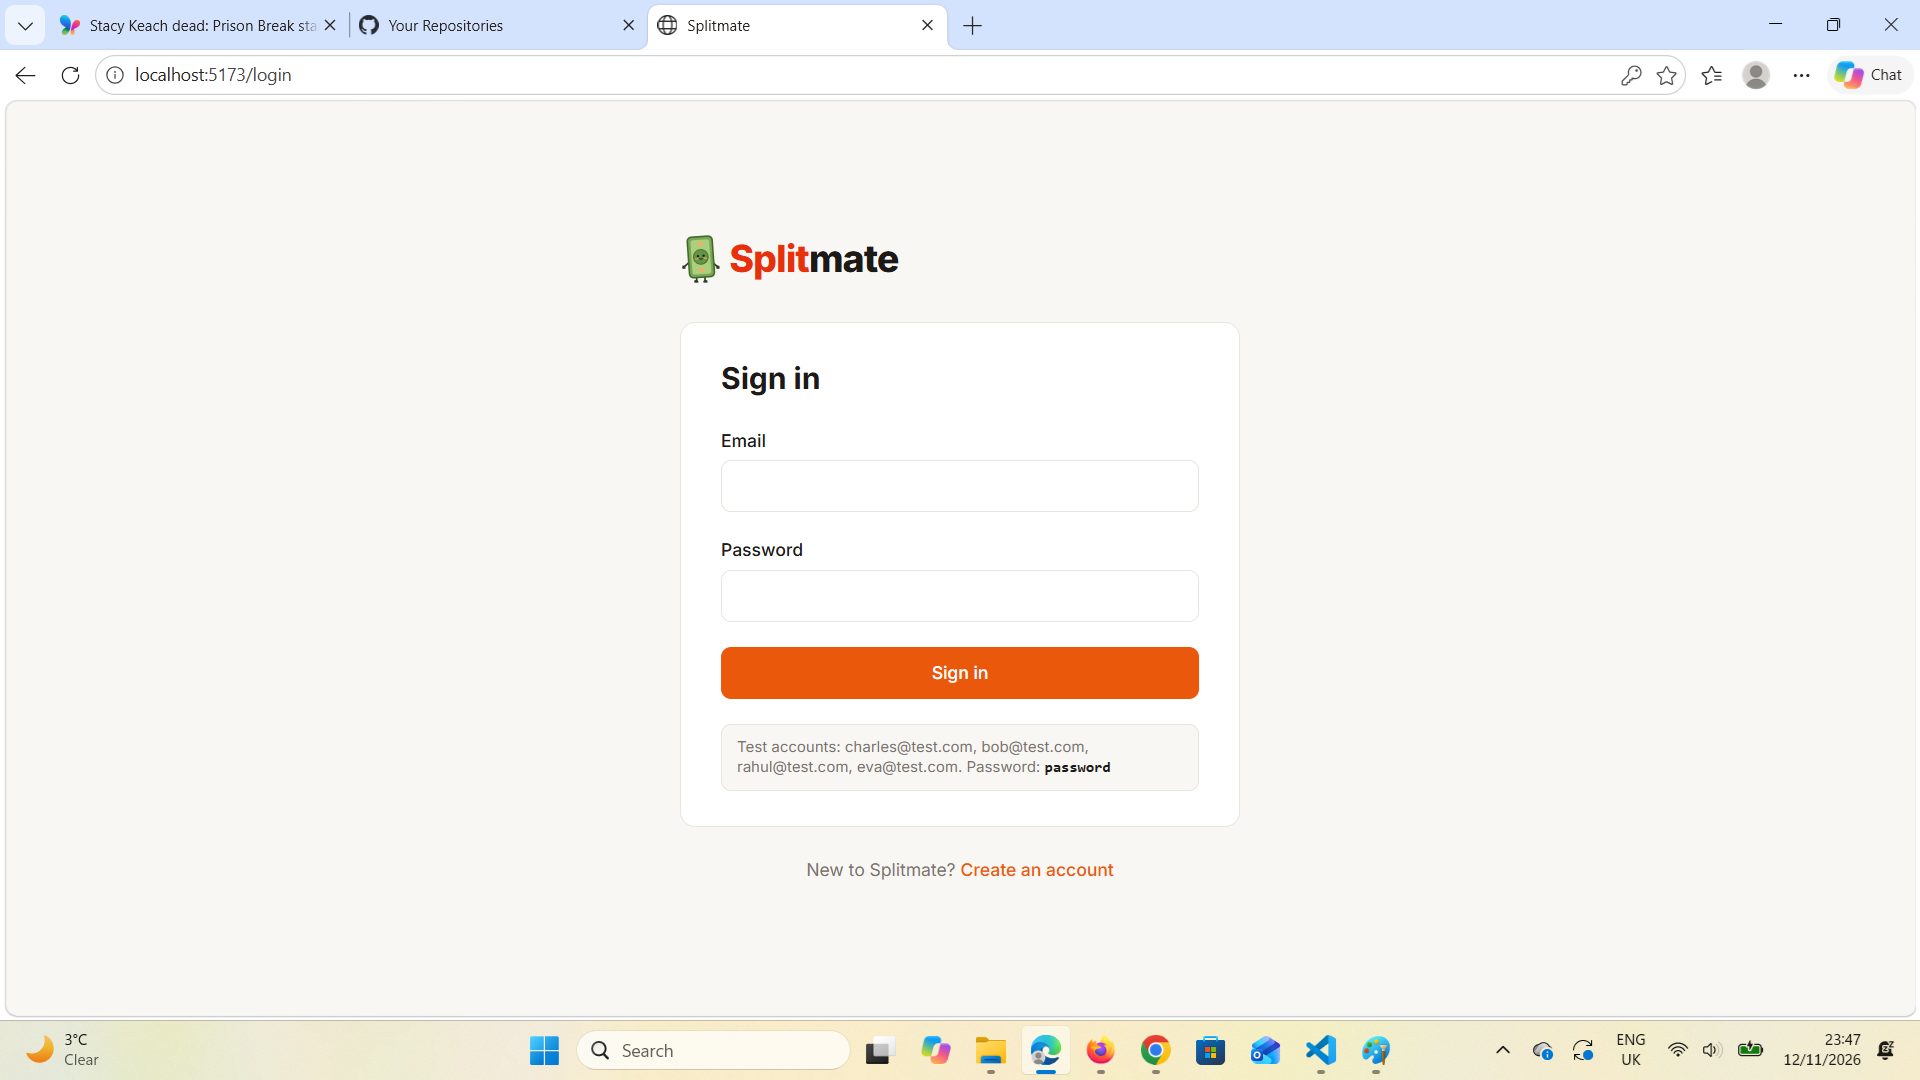 Stacy Keach dead: Prison Break sta
Your Repositories
Splitmate
localhost:5173/login
Chat
Splitmate
Sign in
Email
Password
Sign in
Test accounts: charles@test.com, bob@test.com,
rahul@test.com, eva@test.com. Password: password
New to Splitmate? Create an account
3°C
Clear
Search
ENG
UK
23:47
12/11/2026